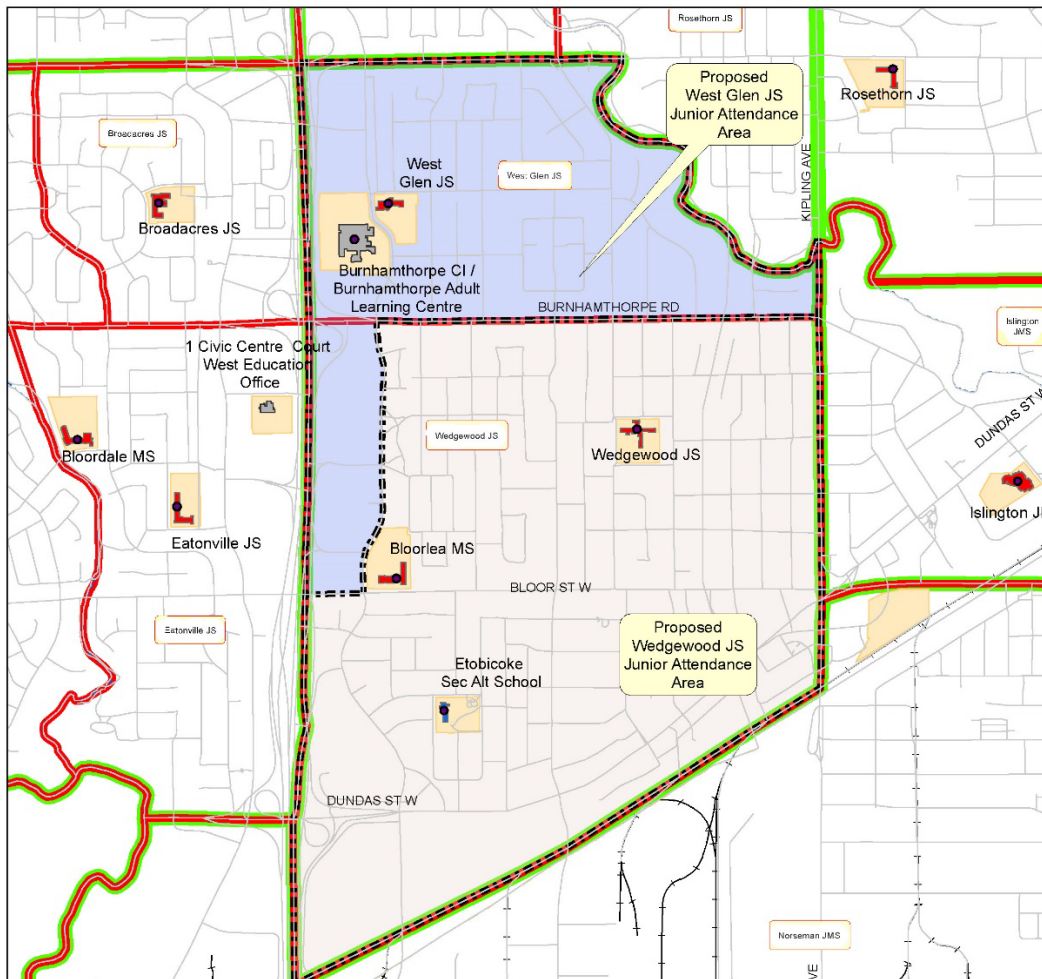 Rosethorn JS
Proposed
West Glen JS
Junior Attendance
Area
Rosethorn JS
Broadacres JS
West
Glen JS
West Glen JS
KIPLING AVE
Broadacres JS
Burnhamthorpe CI /
Burnhamthorpe Adult
Learning Centre
BURNHAMTHORPE RD
Islington
JMS
1 Civic Centre Court
West Education
Office
DUNDAS ST W
Wedgewood JS
Wedgewood JS
Bloordale MS
Islington J
Eatonville JS
Bloorlea MS
BLOOR ST W
Eatonville JS
Proposed
Wedgewood JS
Junior Attendance
Area
Etobicoke
Sec Alt School
DUNDAS ST W
Norseman JMS
AVE